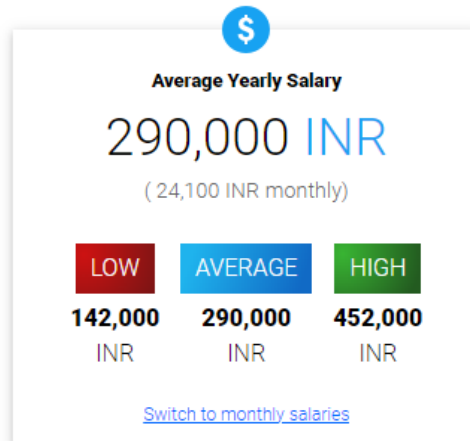 $
Average Yearly Salary
290,000 INR
( 24,100 INR monthly)
LOW AVERAGE HIGH
142,000 290,000 452,000
INR INR INR
Switch to monthly salaries